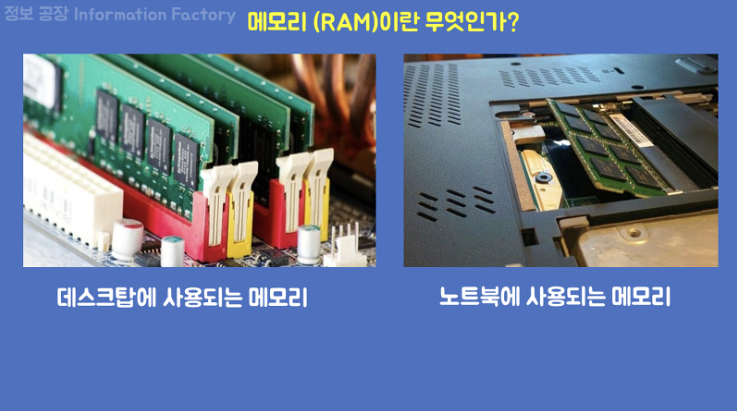 정보 공장 Information Factory
메모리 (RAM)이란 무엇인가?
데스크탑에 사용되는 메모리
노트북에 사용되는 메모리